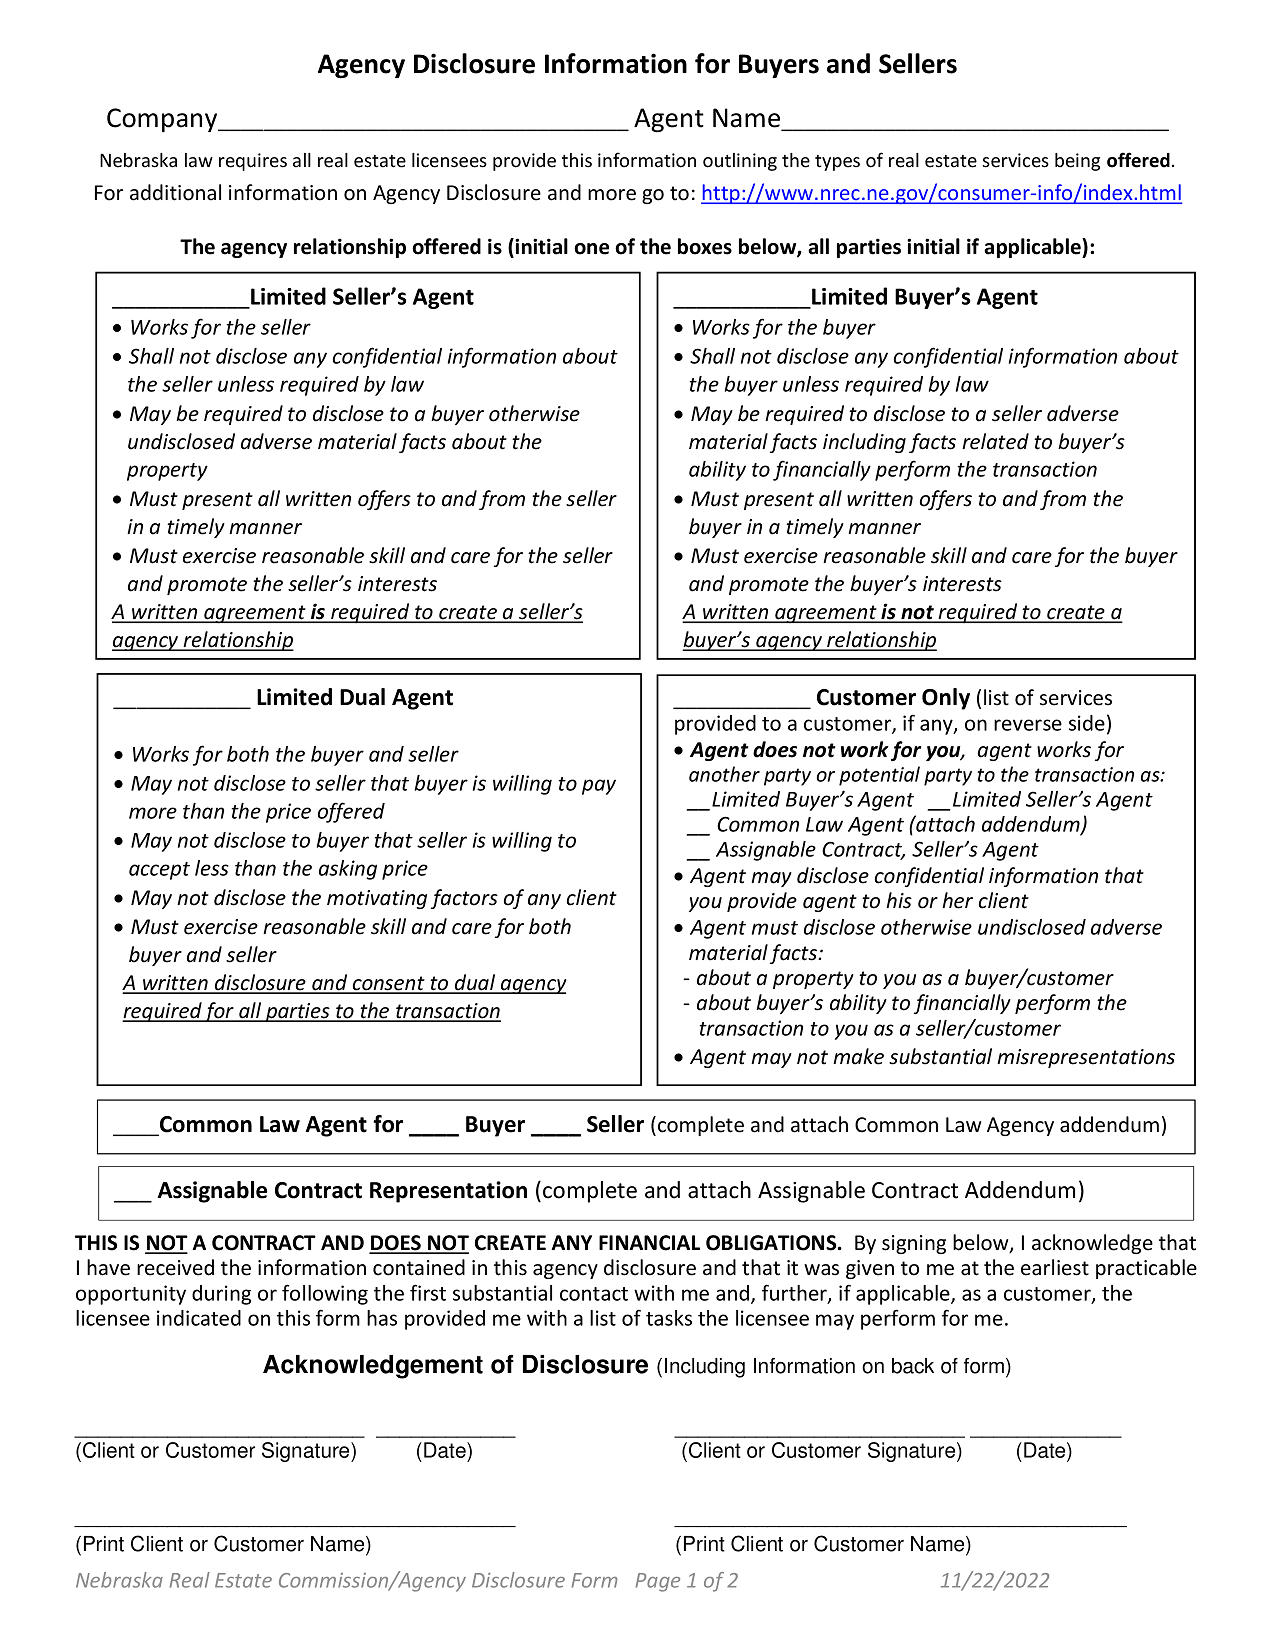 Agency Disclosure Information for Buyers and Sellers
Company______________________________ Agent Name____________________________
Nebraska law requires all real estate licensees provide this information outlining the types of real estate services being offered.
For additional information on Agency Disclosure and more go to: http://www.nrec.ne.gov/consumer-info/index.html
The agency relationship offered is (initial one of the boxes below, all parties initial if applicable):
____________Limited Seller’s Agent
• Works for the seller
• Shall not disclose any confidential information about
the seller unless required by law
• May be required to disclose to a buyer otherwise
undisclosed adverse material facts about the
property
• Must present all written offers to and from the seller
in a timely manner
• Must exercise reasonable skill and care for the seller
and promote the seller’s interests
A written agreement is required to create a seller’s
agency relationship
____________Limited Buyer’s Agent
• Works for the buyer
• Shall not disclose any confidential information about
the buyer unless required by law
• May be required to disclose to a seller adverse
material facts including facts related to buyer’s
ability to financially perform the transaction
• Must present all written offers to and from the
buyer in a timely manner
• Must exercise reasonable skill and care for the buyer
and promote the buyer’s interests
A written agreement is not required to create a
buyer’s agency relationship
____________ Limited Dual Agent
• Works for both the buyer and seller
• May not disclose to seller that buyer is willing to pay
more than the price offered
• May not disclose to buyer that seller is willing to
accept less than the asking price
• May not disclose the motivating factors of any client
• Must exercise reasonable skill and care for both
buyer and seller
A written disclosure and consent to dual agency
required for all parties to the transaction
____________ Customer Only (list of services
provided to a customer, if any, on reverse side)
• Agent does not work for you, agent works for
another party or potential party to the transaction as:
__Limited Buyer’s Agent __Limited Seller’s Agent
__ Common Law Agent (attach addendum)
__ Assignable Contract, Seller’s Agent
• Agent may disclose confidential information that
you provide agent to his or her client
• Agent must disclose otherwise undisclosed adverse
material facts:
- about a property to you as a buyer/customer
- about buyer’s ability to financially perform the
transaction to you as a seller/customer
• Agent may not make substantial misrepresentations
____Common Law Agent for ____ Buyer ____ Seller (complete and attach Common Law Agency addendum)
___ Assignable Contract Representation (complete and attach Assignable Contract Addendum)
THIS IS NOT A CONTRACT AND DOES NOT CREATE ANY FINANCIAL OBLIGATIONS. By signing below, I acknowledge that
I have received the information contained in this agency disclosure and that it was given to me at the earliest practicable
opportunity during or following the first substantial contact with me and, further, if applicable, as a customer, the
licensee indicated on this form has provided me with a list of tasks the licensee may perform for me.
Acknowledgement of Disclosure (Including Information on back of form)
_________________________ ____________ _________________________ _____________
(Client or Customer Signature) (Date) (Client or Customer Signature) (Date)
______________________________________ _______________________________________
(Print Client or Customer Name) (Print Client or Customer Name)
Nebraska Real Estate Commission/Agency Disclosure Form Page 1 of 2 11/22/2022